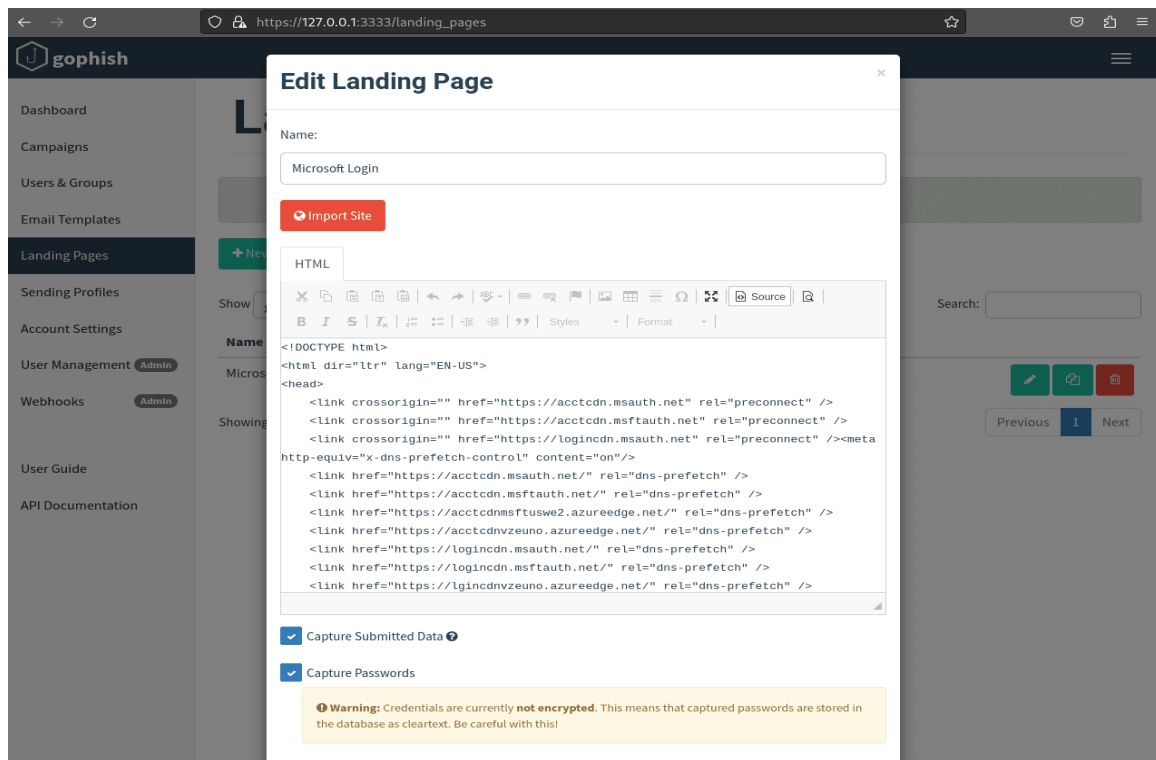 https://127.0.0.1:3333/landing_pages
gophish
Dashboard
Campaigns
Users & Groups
Email Templates
Landing Pages
Sending Profiles
Account Settings
User Management Admin
Webhooks Admin
User Guide
API Documentation
Show
Search:
Name
Showing
Previous 1 Next
Edit Landing Page ×
Name:
Microsoft Login
Import Site
HTML
Source
Styles Format
<!DOCTYPE html>
<html dir="ltr" lang="EN-US">
<head>
<link crossorigin="" href="https://acctcdn.msauth.net" rel="preconnect" />
<link crossorigin="" href="https://acctcdn.msftauth.net" rel="preconnect" />
<link crossorigin="" href="https://logincdn.msauth.net" rel="preconnect" /><meta
http-equiv="x-dns-prefetch-control" content="on"/>
<link href="https://acctcdn.msauth.net/" rel="dns-prefetch" />
<link href="https://acctcdn.msftauth.net/" rel="dns-prefetch" />
<link href="https://acctcdnmsftuswe2.azureedge.net/" rel="dns-prefetch" />
<link href="https://acctcdnvzeuno.azureedge.net/" rel="dns-prefetch" />
<link href="https://logincdn.msauth.net/" rel="dns-prefetch" />
<link href="https://logincdn.msftauth.net/" rel="dns-prefetch" />
<link href="https://lgincdnvzeuno.azureedge.net/" rel="dns-prefetch" />
Capture Submitted Data
Capture Passwords
Warning: Credentials are currently not encrypted. This means that captured passwords are stored in
the database as cleartext. Be careful with this!